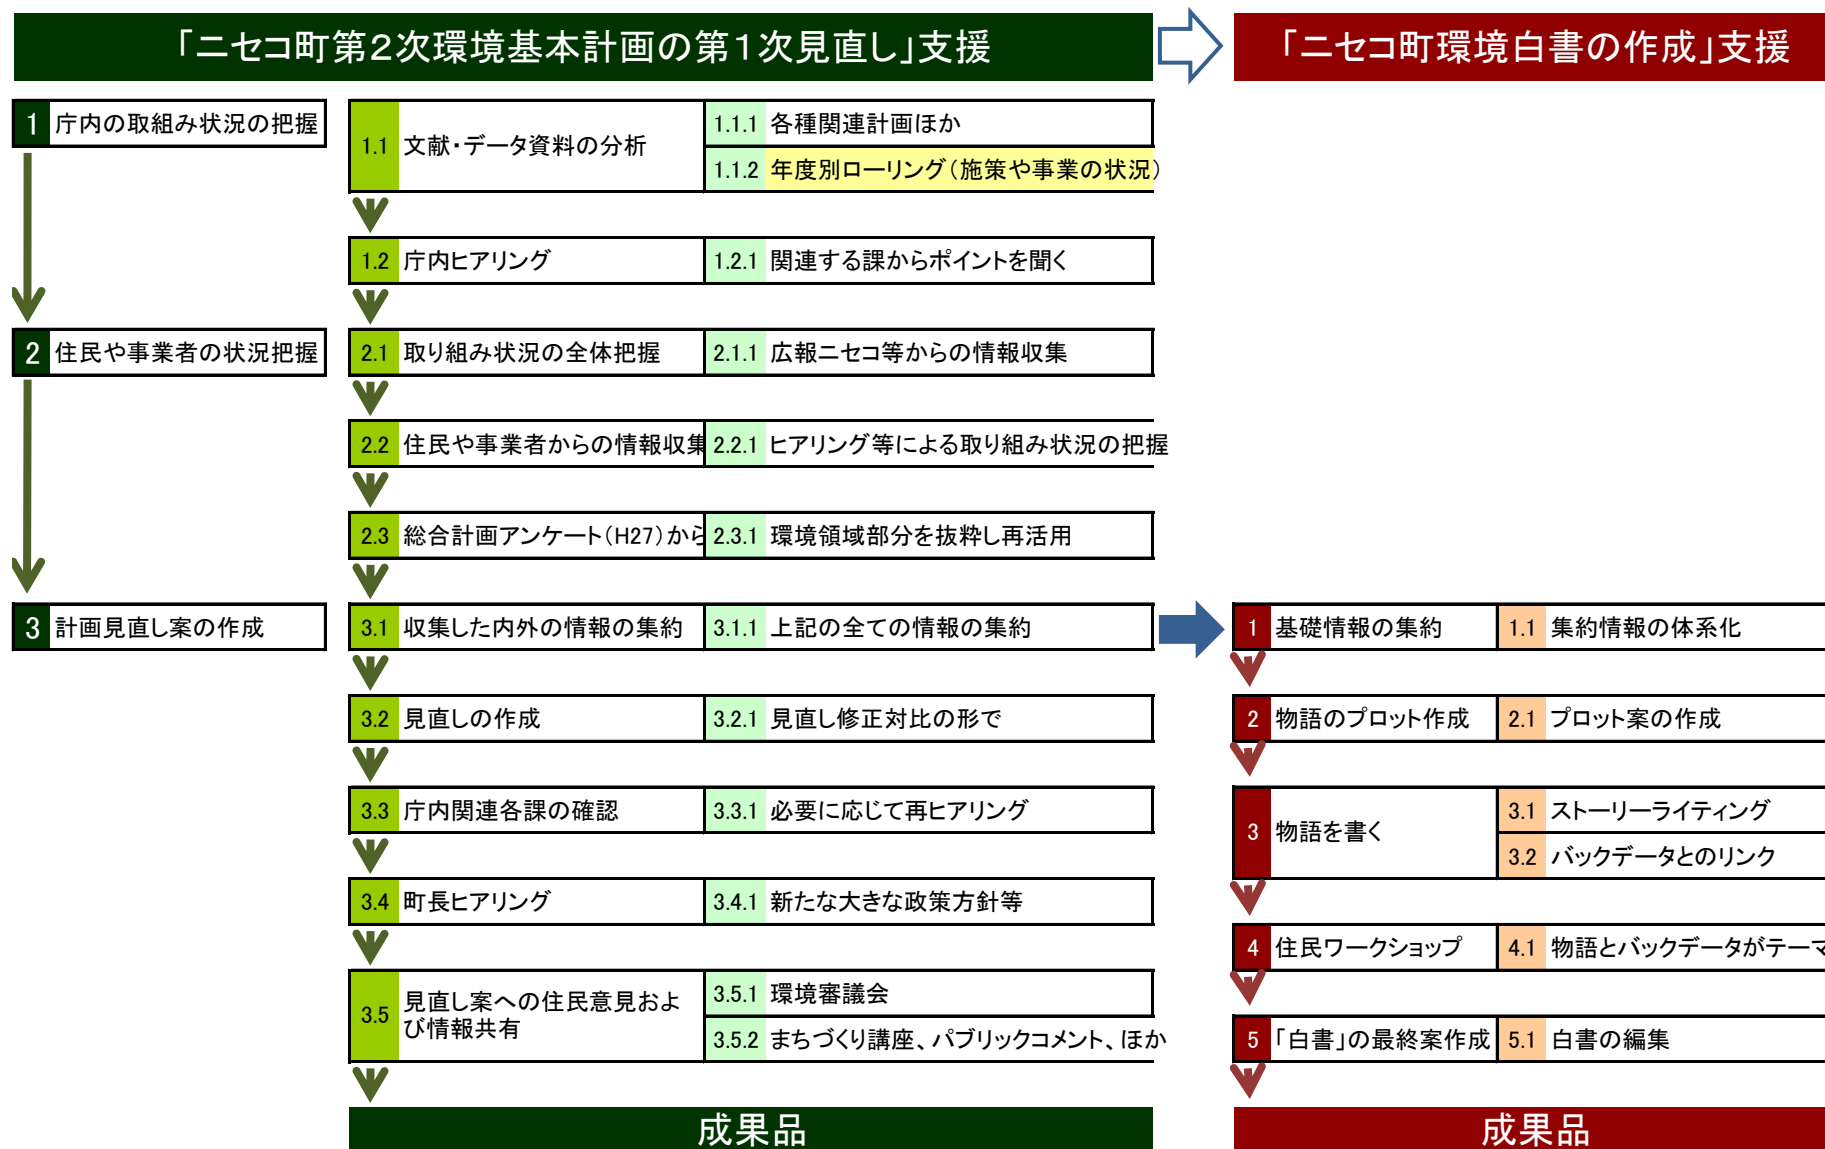 「ニセコ町第2次環境基本計画の第1次見直し」支援
「ニセコ町環境白書の作成」支援
1 庁内の取組み状況の把握
1.1 文献・データ資料の分析
1.1.1 各種関連計画ほか
1.1.2 年度別ローリング(施策や事業の状況)
1.2 庁内ヒアリング
1.2.1 関連する課からポイントを聞く
2 住民や事業者の状況把握
2.1 取り組み状況の全体把握
2.1.1 広報ニセコ等からの情報収集
2.2 住民や事業者からの情報収集
2.2.1 ヒアリング等による取り組み状況の把握
2.3 総合計画アンケート(H27)から
2.3.1 環境領域部分を抜粋し再活用
3 計画見直し案の作成
3.1 収集した内外の情報の集約
3.1.1 上記の全ての情報の集約
3.2 見直しの作成
3.2.1 見直し修正対比の形で
3.3 庁内関連各課の確認
3.3.1 必要に応じて再ヒアリング
3.4 町長ヒアリング
3.4.1 新たな大きな政策方針等
3.5 見直し案への住民意見およ
び情報共有
3.5.1 環境審議会
3.5.2 まちづくり講座、パブリックコメント、ほか
成果品
1 基礎情報の集約
1.1 集約情報の体系化
2 物語のプロット作成
2.1 プロット案の作成
3 物語を書く
3.1 ストーリーライティング
3.2 バックデータとのリンク
4 住民ワークショップ
4.1 物語とバックデータがテーマ
5 「白書」の最終案作成
5.1 白書の編集
成果品